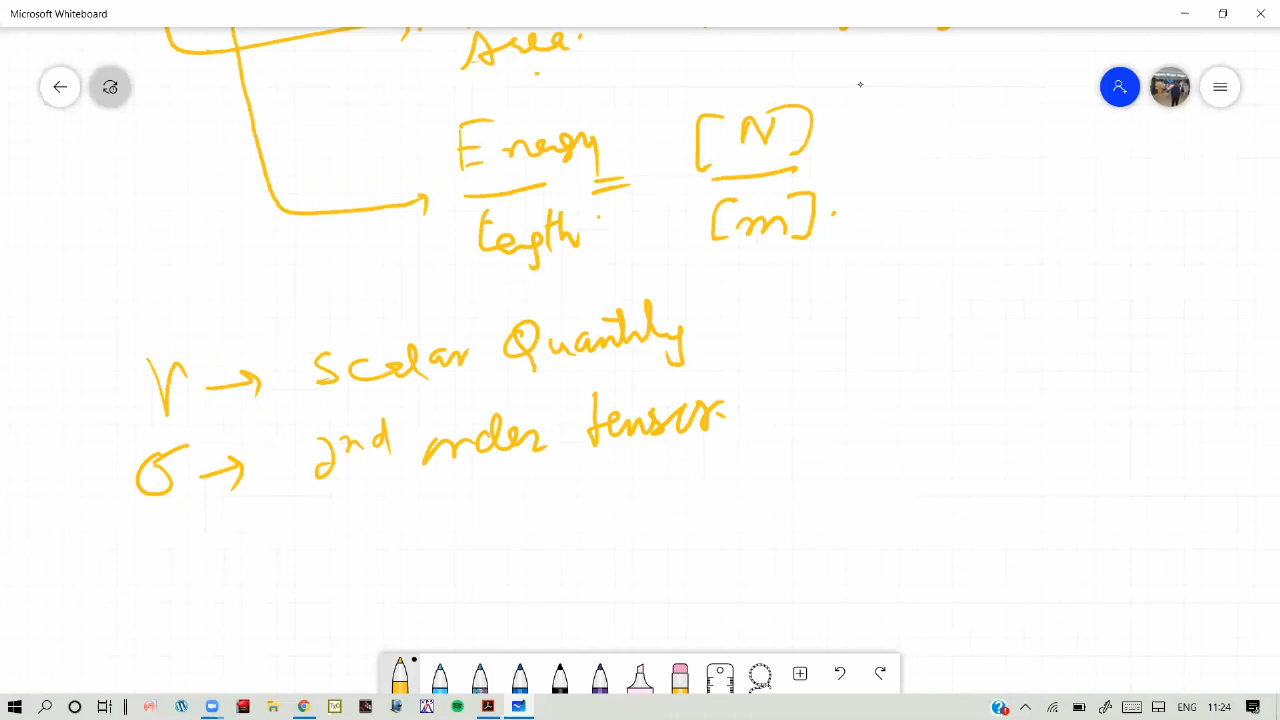 Microsoft Whiteboard
Area.
Energy [N]
length [m].
γ → Scalar Quantity
σ → 2nd order tensor.
ENG 11:24